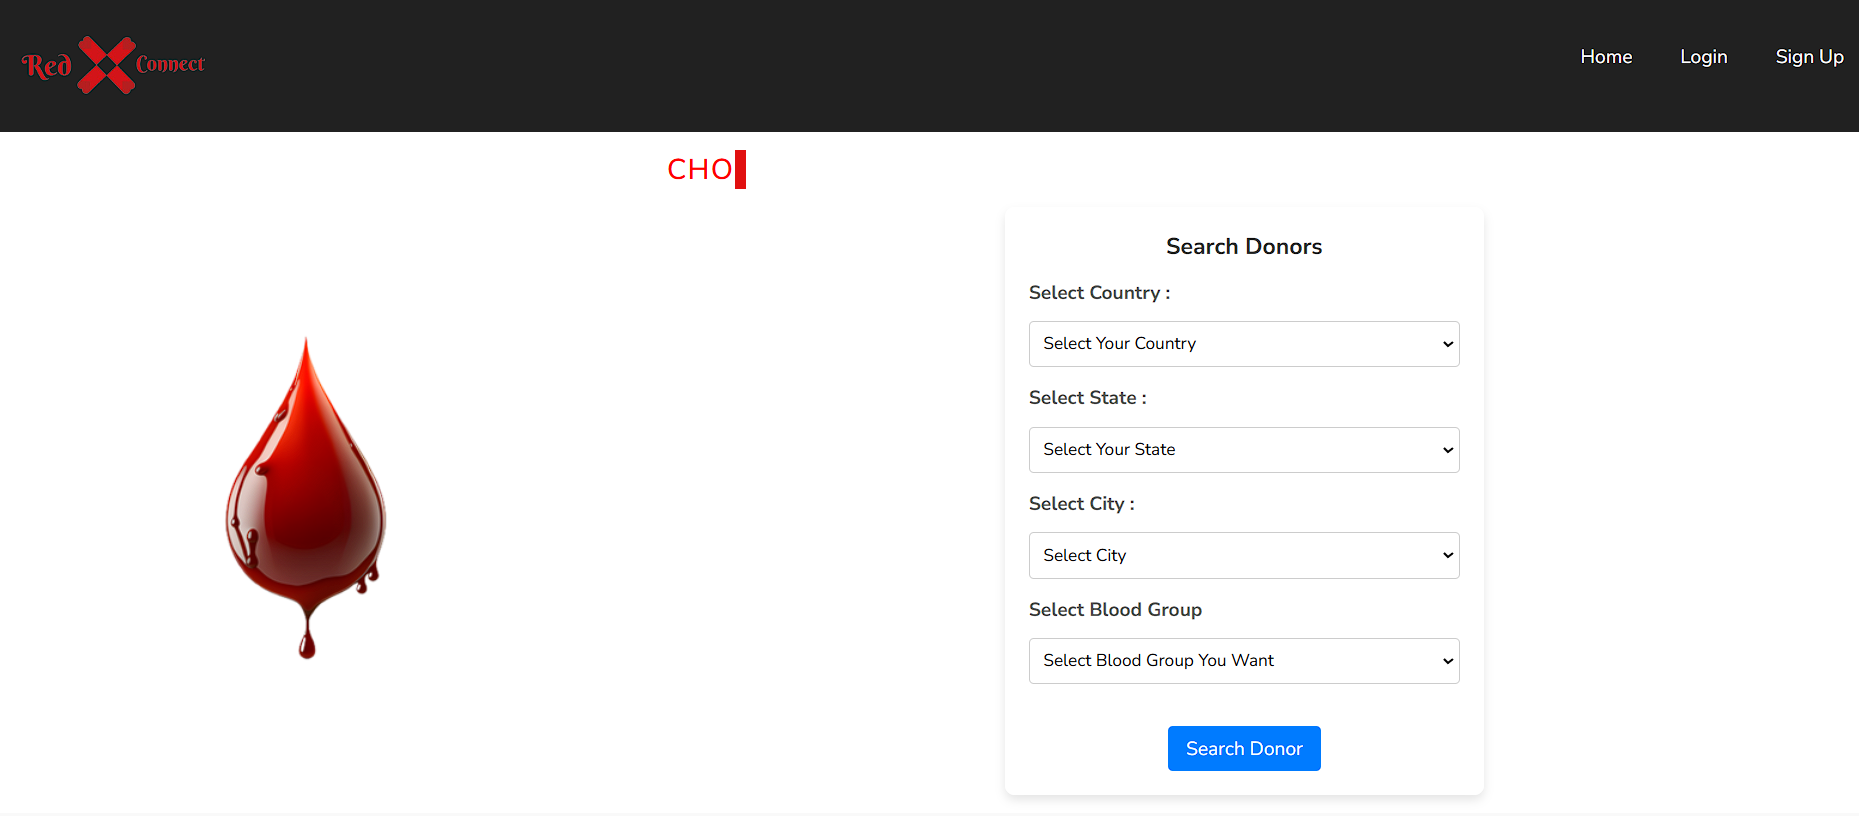 Red Connect
Home Login Sign Up
CHO
Search Donors
Select Country :
Select Your Country
Select State :
Select Your State
Select City :
Select City
Select Blood Group
Select Blood Group You Want
Search Donor